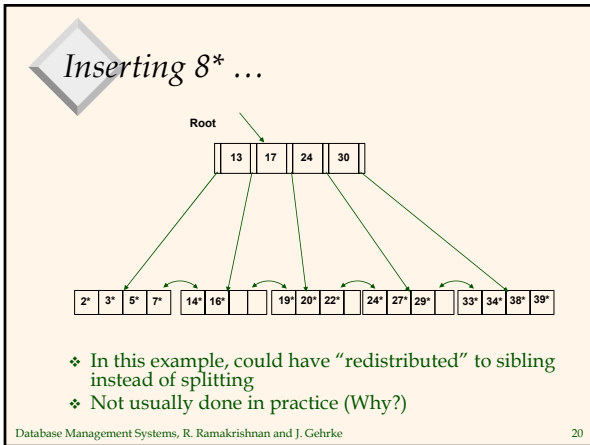 Inserting 8* …
Root
13 17 24 30
2* 3* 5* 7* 14* 16* 19* 20* 22* 24* 27* 29* 33* 34* 38* 39*
❖ In this example, could have “redistributed” to sibling
instead of splitting
❖ Not usually done in practice (Why?)
Database Management Systems, R. Ramakrishnan and J. Gehrke 20